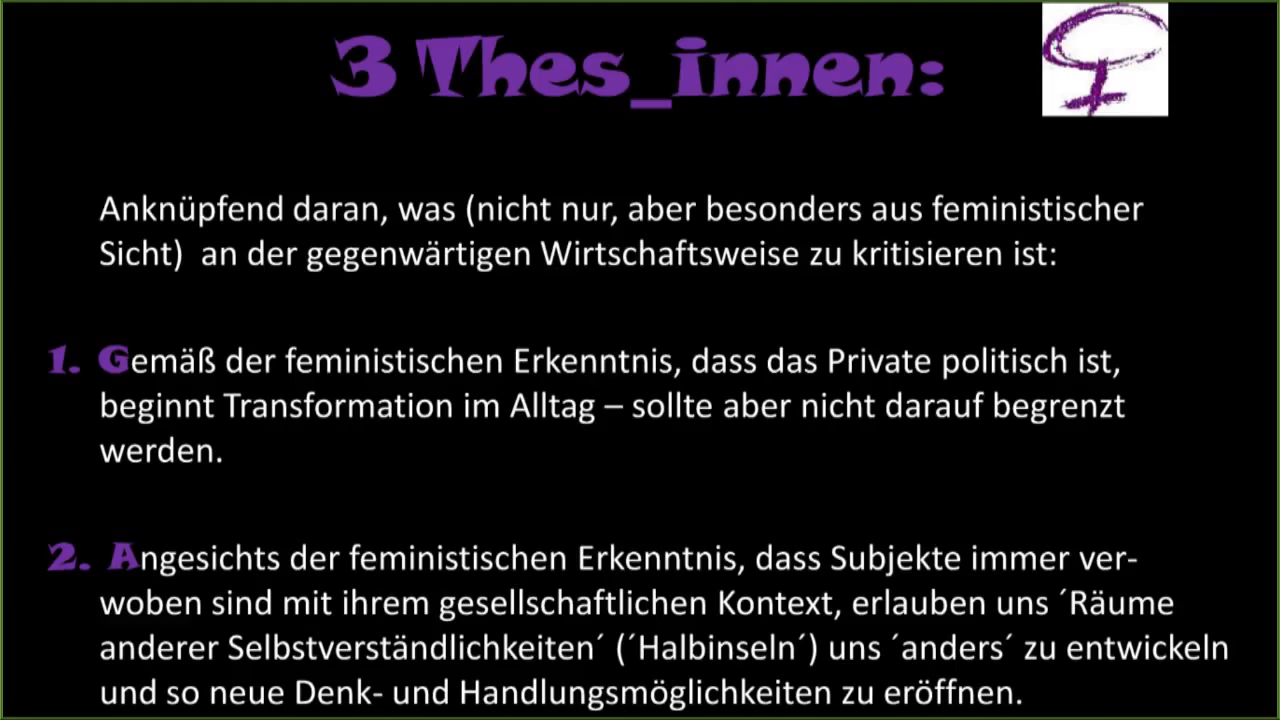 3 Thes_innen:
Anknüpfend daran, was (nicht nur, aber besonders aus feministischer
Sicht)  an der gegenwärtigen Wirtschaftsweise zu kritisieren ist:
1. Gemäß der feministischen Erkenntnis, dass das Private politisch ist,
beginnt Transformation im Alltag – sollte aber nicht darauf begrenzt
werden.
2. Angesichts der feministischen Erkenntnis, dass Subjekte immer ver-
woben sind mit ihrem gesellschaftlichen Kontext, erlauben uns ´Räume
anderer Selbstverständlichkeiten´ (´Halbinseln´) uns ´anders´ zu entwickeln
und so neue Denk- und Handlungsmöglichkeiten zu eröffnen.